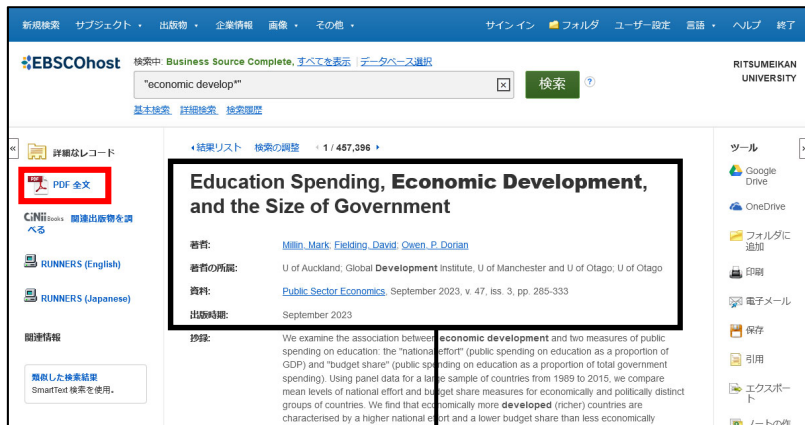 新規検索 サブジェクト 出版物 企業情報 画像 その他 サインイン フォルダ ユーザー設定 言語 ヘルプ 終了
EBSCOhost
検索中: Business Source Complete, すべてを表示 | データベース選択
"economic develop*"
検索
基本検索 詳細検索 検索履歴
RITSUMEIKAN
UNIVERSITY
詳細なレコード
PDF 全文
CiNii Books 関連出版物を調
べる
RUNNERS (English)
RUNNERS (Japanese)
関連情報
類似した検索結果
SmartText 検索を使用。
結果リスト 検索の調整 1 / 457,396
Education Spending, Economic Development,
and the Size of Government
著者: Millin, Mark; Fielding, David; Owen, P. Dorian
著者の所属: U of Auckland; Global Development Institute, U of Manchester and U of Otago; U of Otago
資料: Public Sector Economics, September 2023, v. 47, iss. 3, pp. 285-333
出版時期: September 2023
抄録: We examine the association between economic development and two measures of public
spending on education: the "national effort" (public spending on education as a proportion of
GDP) and "budget share" (public spending on education as a proportion of total government
spending). Using panel data for a large sample of countries from 1989 to 2015, we compare
mean levels of national effort and budget share measures for economically and politically distinct
groups of countries. We find that economically more developed (richer) countries are
characterised by a higher national effort and a lower budget share than less economically
ツール
Google
Drive
OneDrive
フォルダに
追加
印刷
電子メール
保存
引用
エクスポー
ト